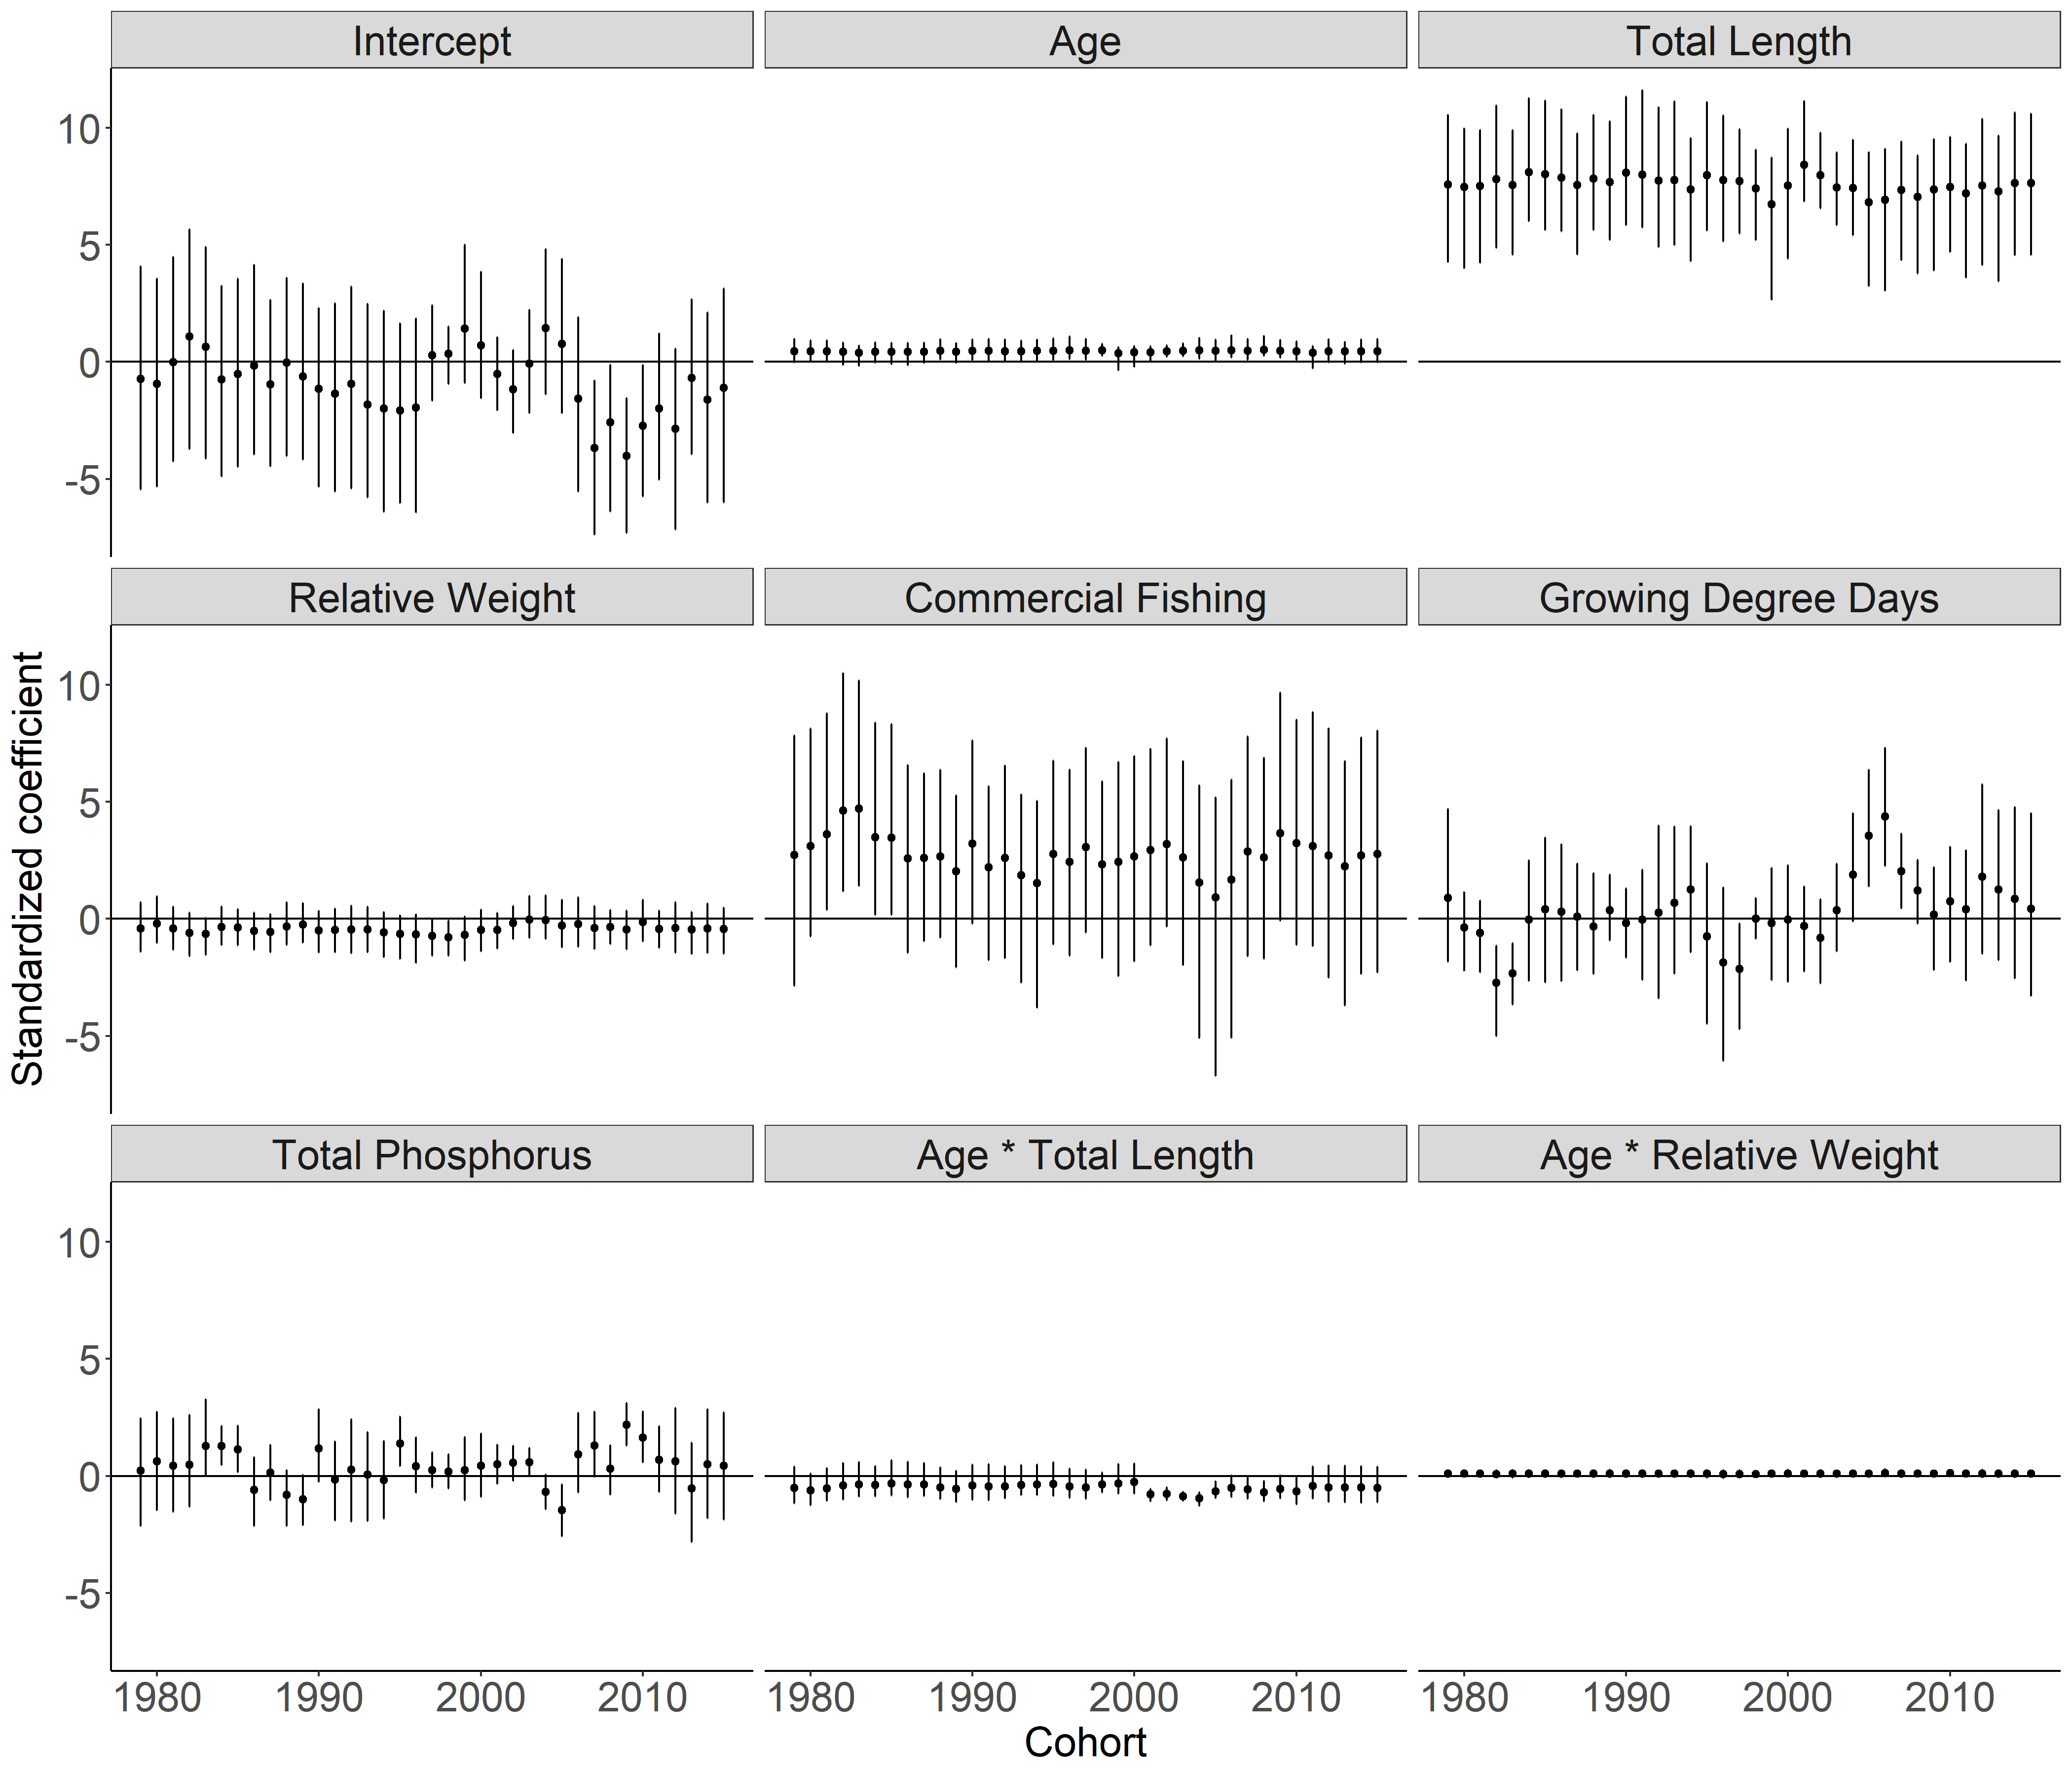 Intercept
Age
Total Length
10
5
0
-5
Relative Weight
Commercial Fishing
Growing Degree Days
Standardized coefficient
10
5
0
-5
Total Phosphorus
Age * Total Length
Age * Relative Weight
10
5
0
-5
1980 1990 2000 2010
1980 1990 2000 2010
1980 1990 2000 2010
Cohort